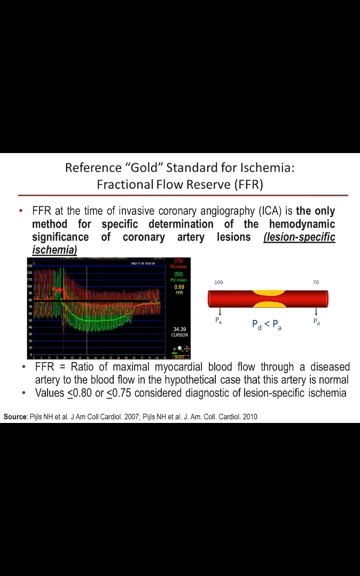 Reference “Gold” Standard for Ischemia:
Fractional Flow Reserve (FFR)
• FFR at the time of invasive coronary angiography (ICA) is the only
method for specific determination of the hemodynamic
significance of coronary artery lesions (lesion-specific
ischemia)
Pa mean
Pd mean
0.69
FFR
34.39
CURSOR
100
70
Pa
Pd
Pd < Pa
• FFR = Ratio of maximal myocardial blood flow through a diseased
artery to the blood flow in the hypothetical case that this artery is normal
• Values ≤0.80 or ≤0.75 considered diagnostic of lesion-specific ischemia
Source: Pijls NH et al. J Am Coll Cardiol. 2007; Pijls NH et al. J. Am. Coll. Cardiol. 2010